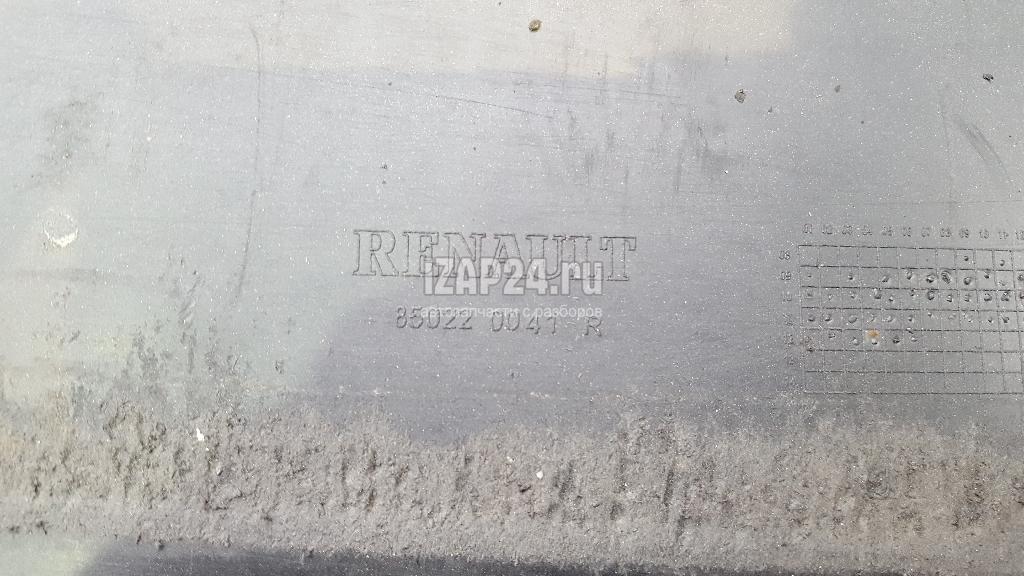 RENAULT
iZAP24.ru
автозапчасти с разборов
85022 0041 R